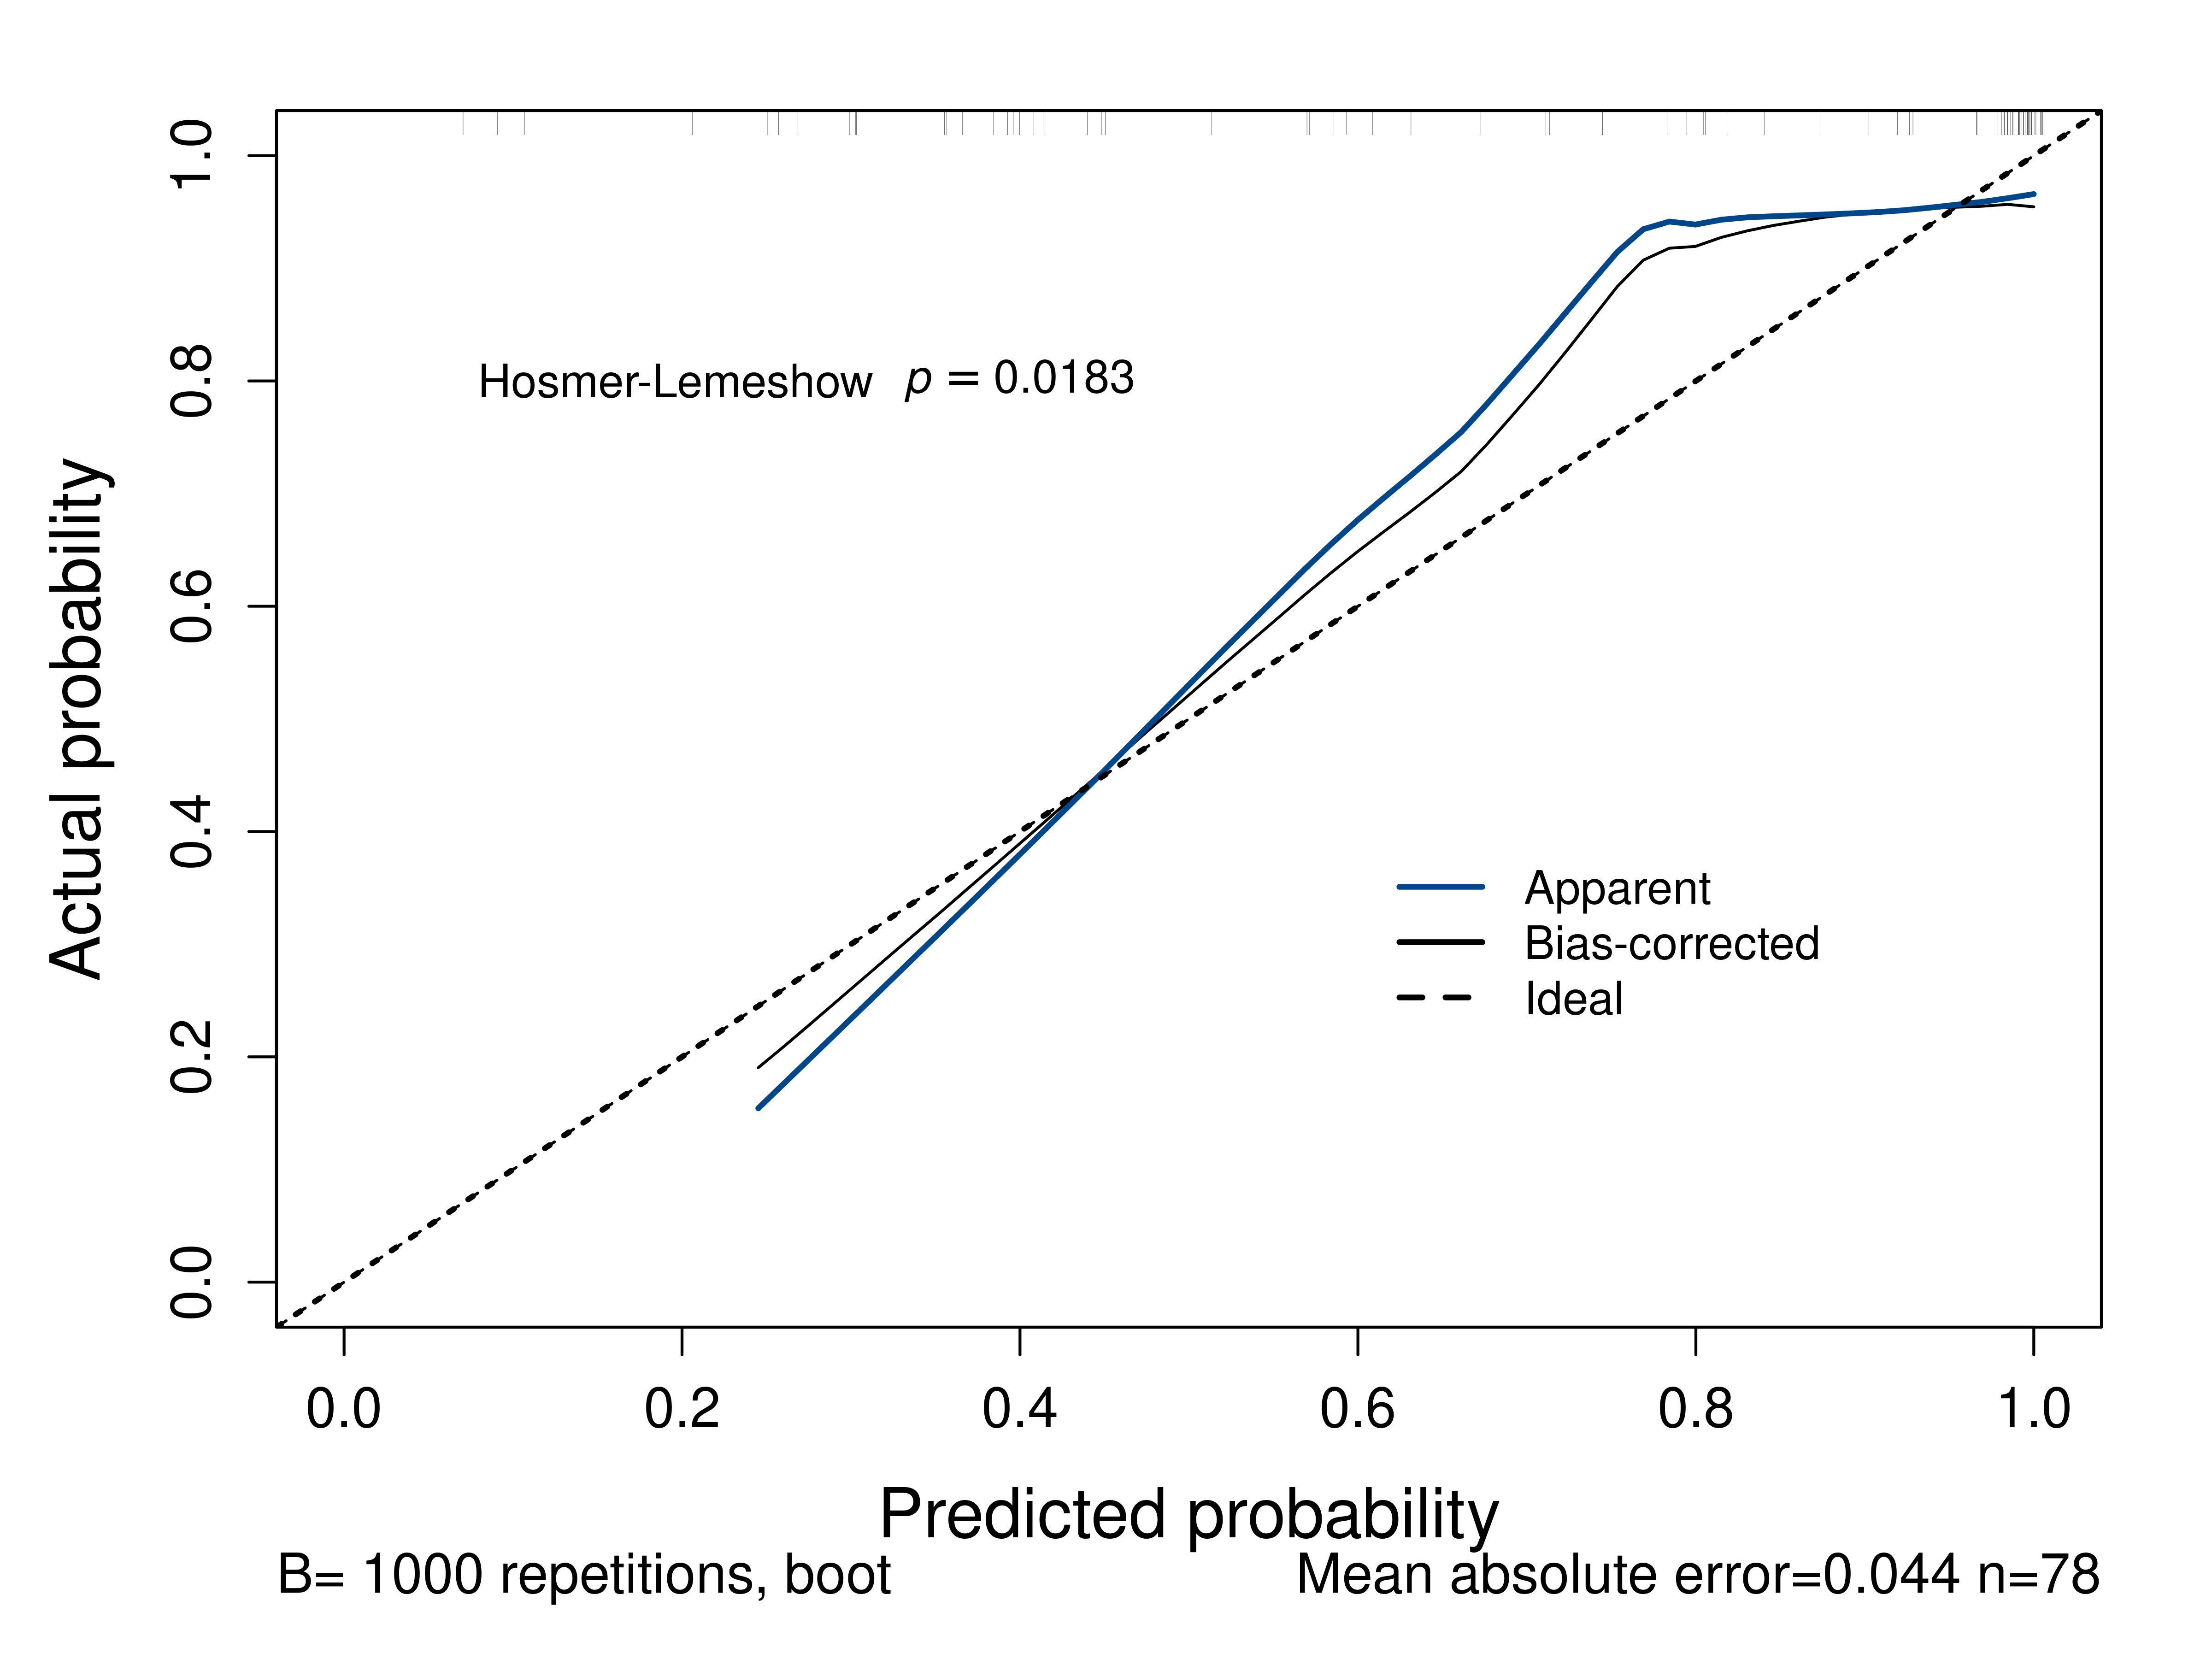 1.0
0.8
0.6
0.4
0.2
0.0
Actual probability
Hosmer-Lemeshow p = 0.0183
Apparent
Bias-corrected
Ideal
0.0 0.2 0.4 0.6 0.8 1.0
Predicted probability
B= 1000 repetitions, boot
Mean absolute error=0.044 n=78